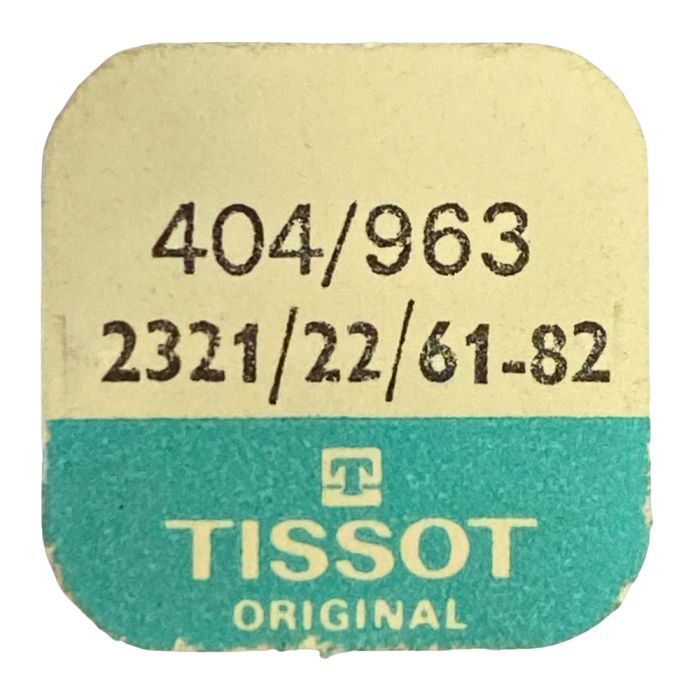 404/963
2321/22/61-82
T
TISSOT
ORIGINAL